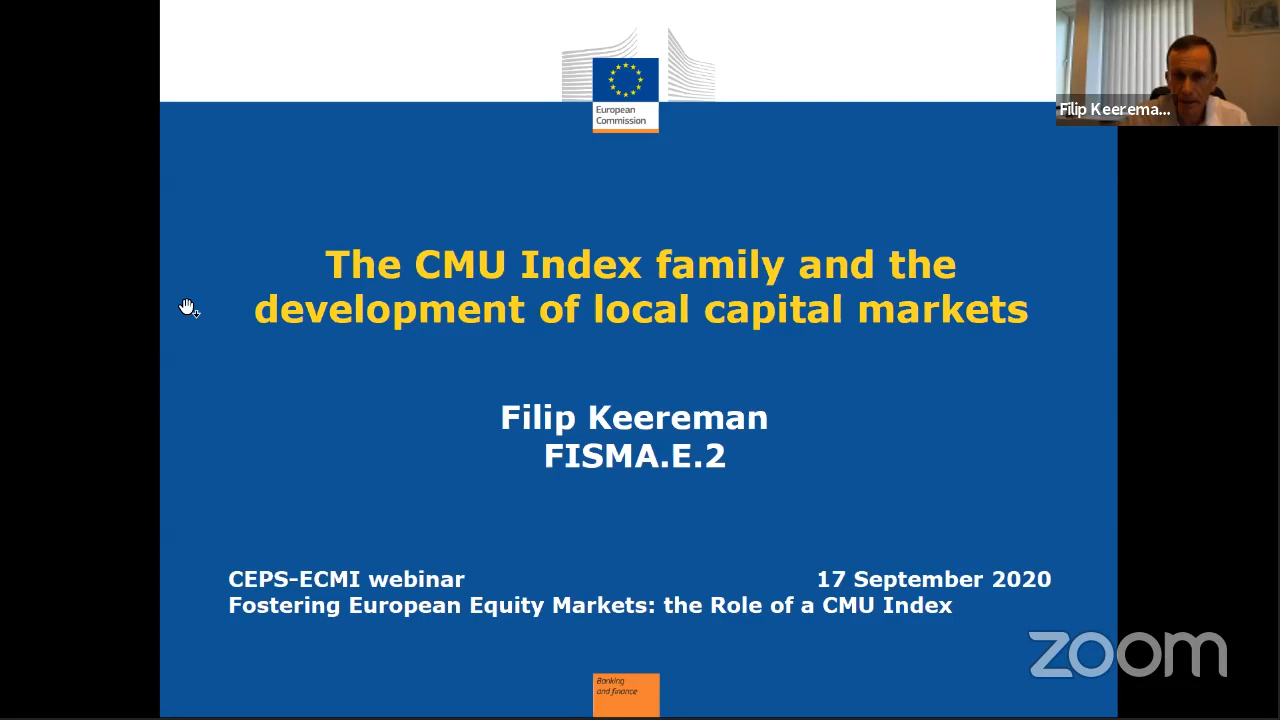 European
Commission
Filip Keerema...
The CMU Index family and the
development of local capital markets
Filip Keereman
FISMA.E.2
CEPS-ECMI webinar 17 September 2020
Fostering European Equity Markets: the Role of a CMU Index
zoom
Banking
and finance